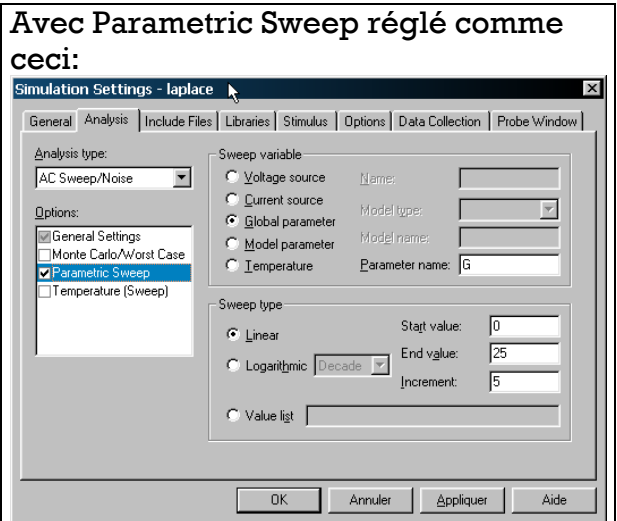 Avec Parametric Sweep réglé comme
ceci:
Simulation Settings - laplace
General Analysis Include Files Libraries Stimulus Options Data Collection Probe Window
Analysis type:
AC Sweep/Noise
Options:
General Settings
Monte Carlo/Worst Case
Parametric Sweep
Temperature (Sweep)
Sweep variable
Voltage source
Current source
Global parameter
Model parameter
Temperature
Name:
Model type:
Model name:
Parameter name: G
Sweep type
Linear
Logarithmic Decade
Value list
Start value: 0
End value: 25
Increment: 5
OK Annuler Appliquer Aide